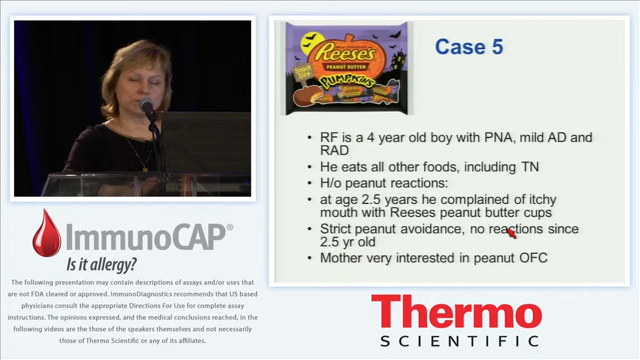 Reese's
PEANUT BUTTER
PUMPKINS
SNACK
SIZE
Case 5
• RF is a 4 year old boy with PNA, mild AD and
RAD
• He eats all other foods, including TN
• H/o peanut reactions:
• at age 2.5 years he complained of itchy
mouth with Reeses peanut butter cups
• Strict peanut avoidance, no reactions since
2.5 yr old
• Mother very interested in peanut OFC
ImmunoCAP®
Is it allergy?
The following presentation may contain descriptions of assays and/or uses that
are not FDA cleared or approved. ImmunoDiagnostics recommends that US based
physicians consult the appropriate Directions For Use for complete assay
instructions. The opinions expressed, and the medical conclusions reached, in the
following videos are those of the speakers themselves and not necessarily
those of Thermo Scientific or any of its affiliates.
Thermo
SCIENTIFIC